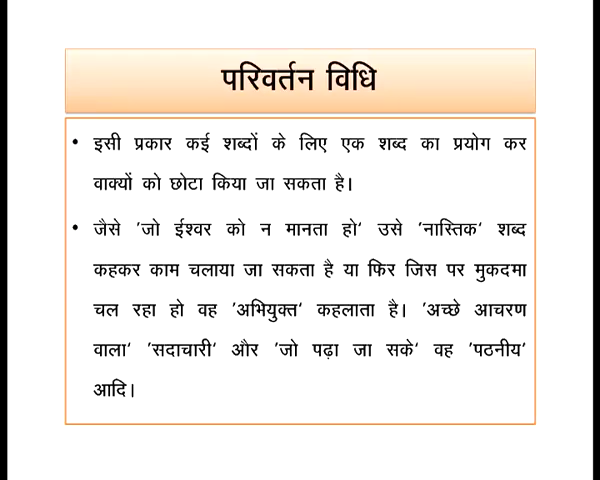 परिवर्तन विधि
• इसी प्रकार कई शब्दों के लिए एक शब्द का प्रयोग कर
वाक्यों को छोटा किया जा सकता है।
• जैसे 'जो ईश्वर को न मानता हो' उसे 'नास्तिक' शब्द
कहकर काम चलाया जा सकता है या फिर जिस पर मुकदमा
चल रहा हो वह 'अभियुक्त' कहलाता है। 'अच्छे आचरण
वाला' 'सदाचारी' और 'जो पढ़ा जा सके' वह 'पठनीय'
आदि।